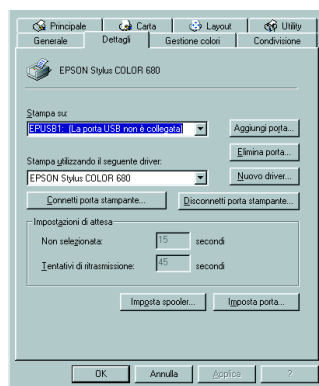 Principale Carta Layout Utility
Generale Dettagli Gestione colori Condivisione
EPSON Stylus COLOR 680
Stampa su:
EPUSB1: (La porta USB non è collegata)
Aggiungi porta...
Elimina porta...
Stampa utilizzando il seguente driver:
EPSON Stylus COLOR 680
Nuovo driver...
Connetti porta stampante... Disconnetti porta stampante...
Impostazioni di attesa
Non selezionata: 15 secondi
Tentativi di ritrasmissione: 45 secondi
Imposta spooler... Imposta porta...
OK Annulla Applica ?